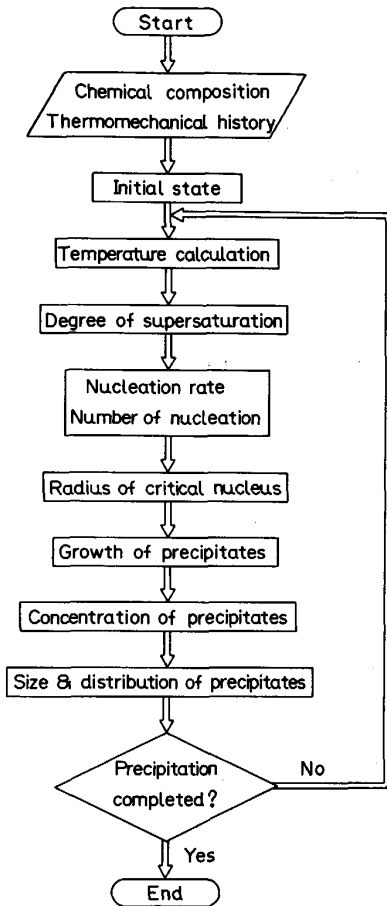 Start
Chemical composition
Thermomechanical history
Initial state
Temperature calculation
Degree of supersaturation
Nucleation rate
Number of nucleation
Radius of critical nucleus
Growth of precipitates
Concentration of precipitates
Size & distribution of precipitates
Precipitation
completed?
No
Yes
End